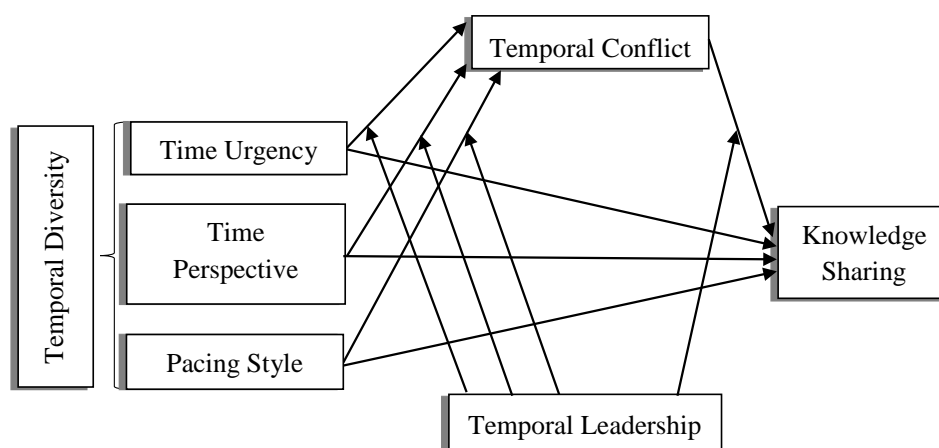 Temporal Conflict
Temporal Diversity
Time Urgency
Time
Perspective
Pacing Style
Knowledge
Sharing
Temporal Leadership